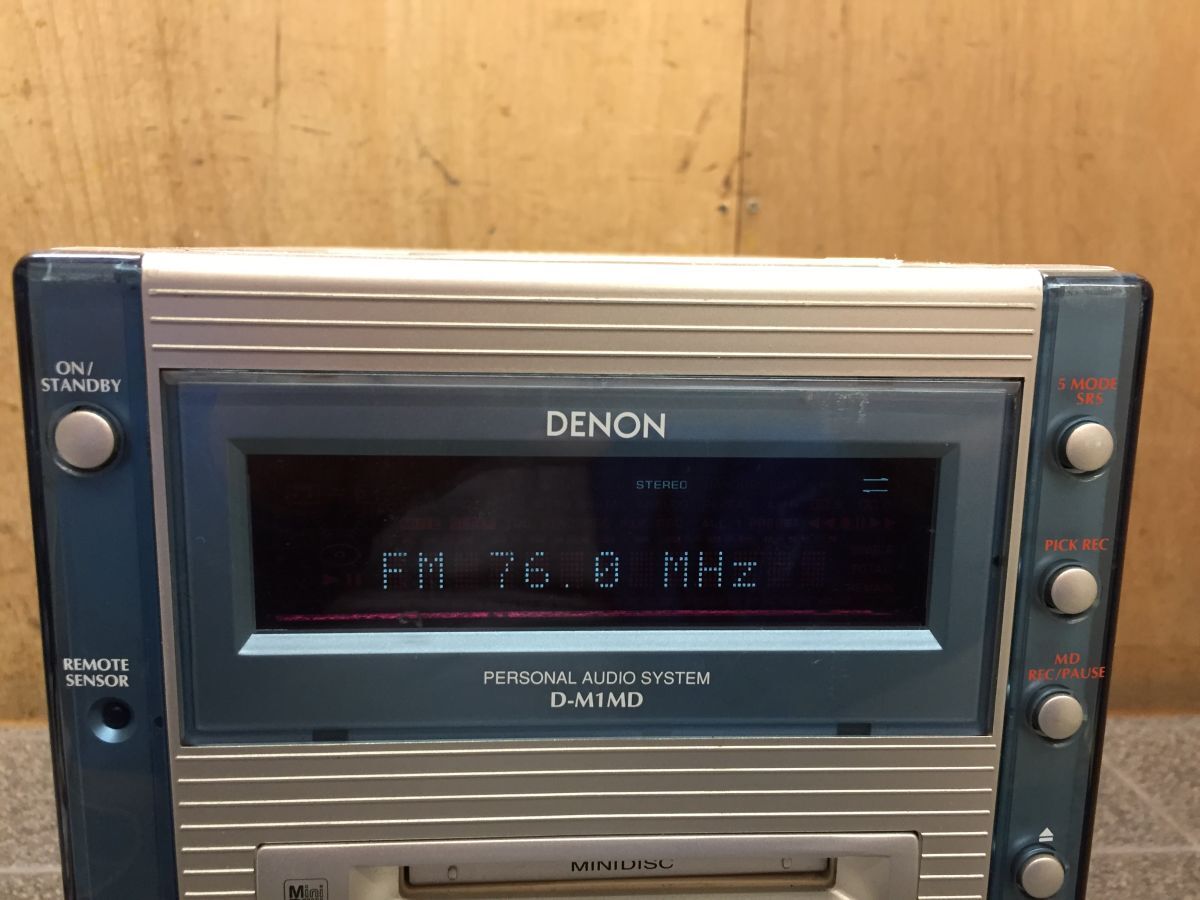 ON/
STANDBY
DENON
5 MODE
SRS
STEREO
FM 76.0 MHz
PICK REC
REMOTE
SENSOR
PERSONAL AUDIO SYSTEM
D-M1MD
MD
REC/PAUSE
MINIDISC
Mini